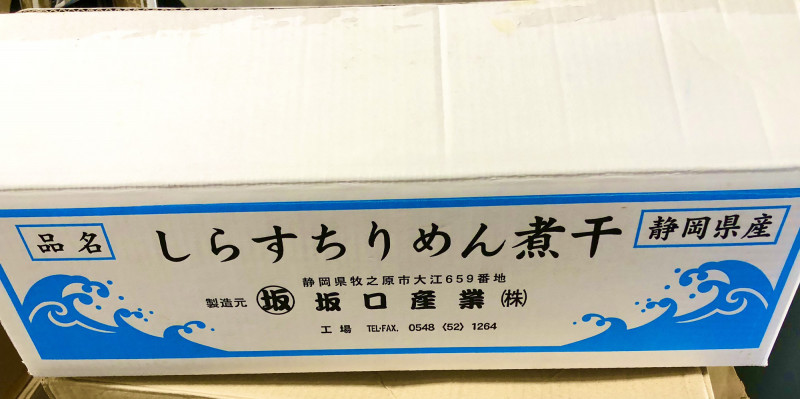 品名 しらすちりめん煮干 静岡県産
静岡県牧之原市大江659番地
製造元 坂 坂口産業(株)
工場 TEL・FAX. 0548〈52〉1264